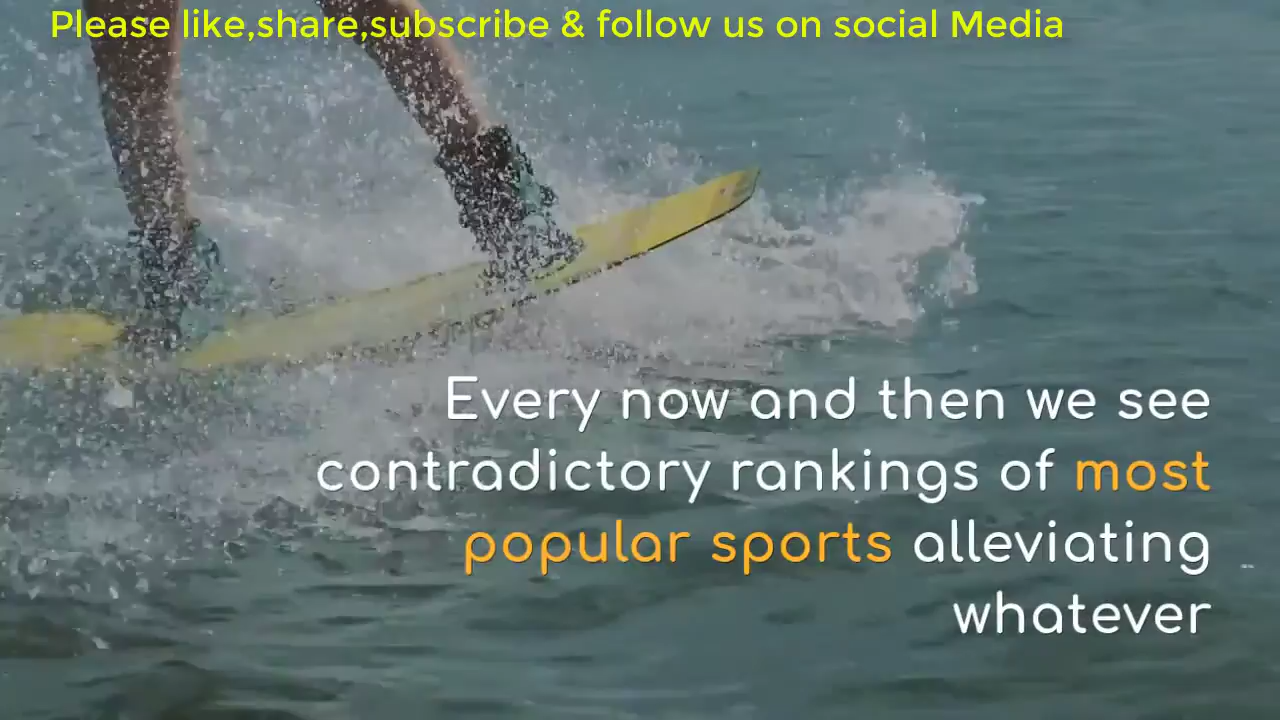 Please like,share,subscribe & follow us on social Media
Every now and then we see
contradictory rankings of most
popular sports alleviating
whatever